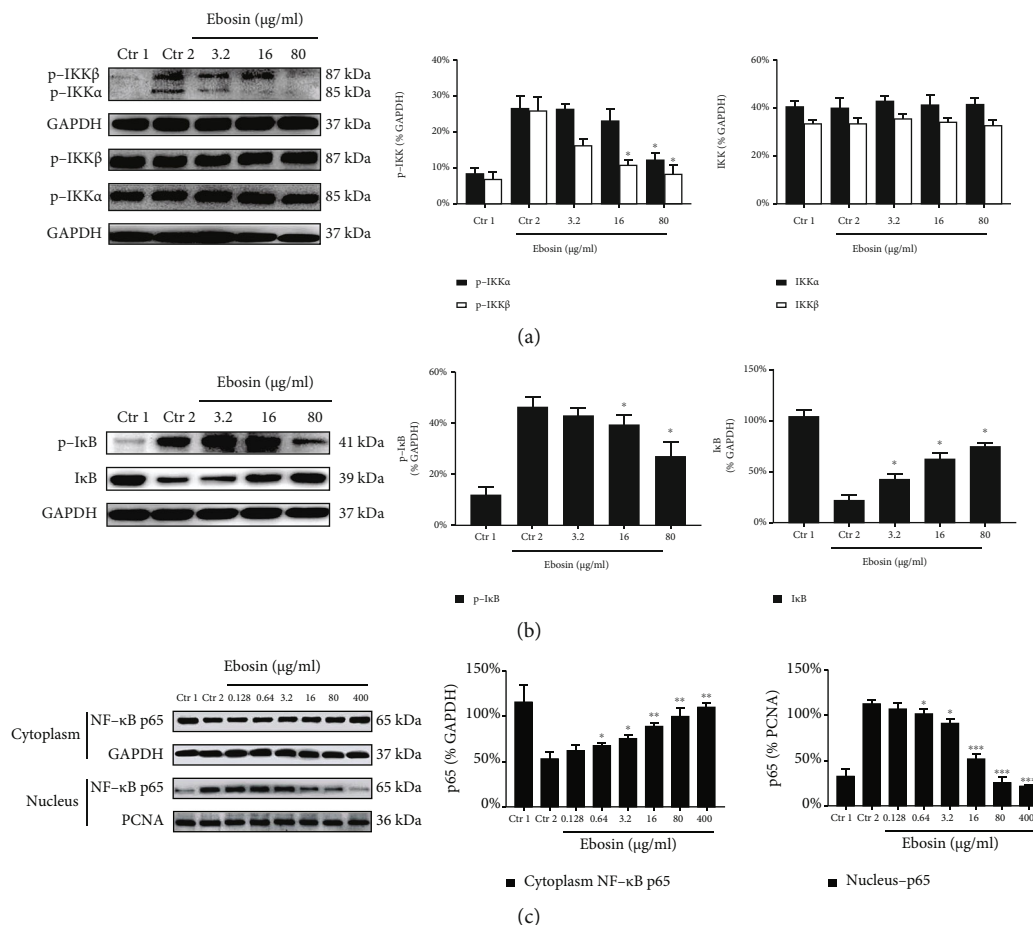 Ebosin (μg/ml)
Ctr 1 Ctr 2 3.2 16 80
p–IKKβ 87 kDa
p–IKKα 85 kDa
GAPDH 37 kDa
p–IKKβ 87 kDa
p–IKKα 85 kDa
GAPDH 37 kDa
p–IKK (% GAPDH)
40%
30%
20%
10%
0%
* * *
Ctr 1 Ctr 2 3.2 16 80
Ebosin (μg/ml)
p–IKKα
p–IKKβ
IKK (% GAPDH)
60%
40%
20%
0%
Ctr 1 Ctr 2 3.2 16 80
Ebosin (μg/ml)
IKKα
IKKβ
(a)
Ebosin (μg/ml)
Ctr 1 Ctr 2 3.2 16 80
p–IκB 41 kDa
IκB 39 kDa
GAPDH 37 kDa
p–IκB
(% GAPDH)
60%
40%
20%
0%
* *
Ctr 1 Ctr 2 3.2 16 80
Ebosin (μg/ml)
p–IκB
IκB
(% GAPDH)
150%
100%
50%
0%
* * *
Ctr 1 Ctr 2 3.2 16 80
Ebosin (μg/ml)
IκB
(b)
Ebosin (μg/ml)
Ctr 1 Ctr 2 0.128 0.64 3.2 16 80 400
Cytoplasm
NF–κB p65 65 kDa
GAPDH 37 kDa
Nucleus
NF–κB p65 65 kDa
PCNA 36 kDa
p65 (% GAPDH)
150%
100%
50%
0%
* * ** ** **
Ctr 1 Ctr 2 0.128 0.64 3.2 16 80 400
Ebosin (μg/ml)
Cytoplasm NF–κB p65
p65 (% PCNA)
150%
100%
50%
0%
* * *** *** ***
Ctr 1 Ctr 2 0.128 0.64 3.2 16 80 400
Ebosin (μg/ml)
Nucleus–p65
(c)